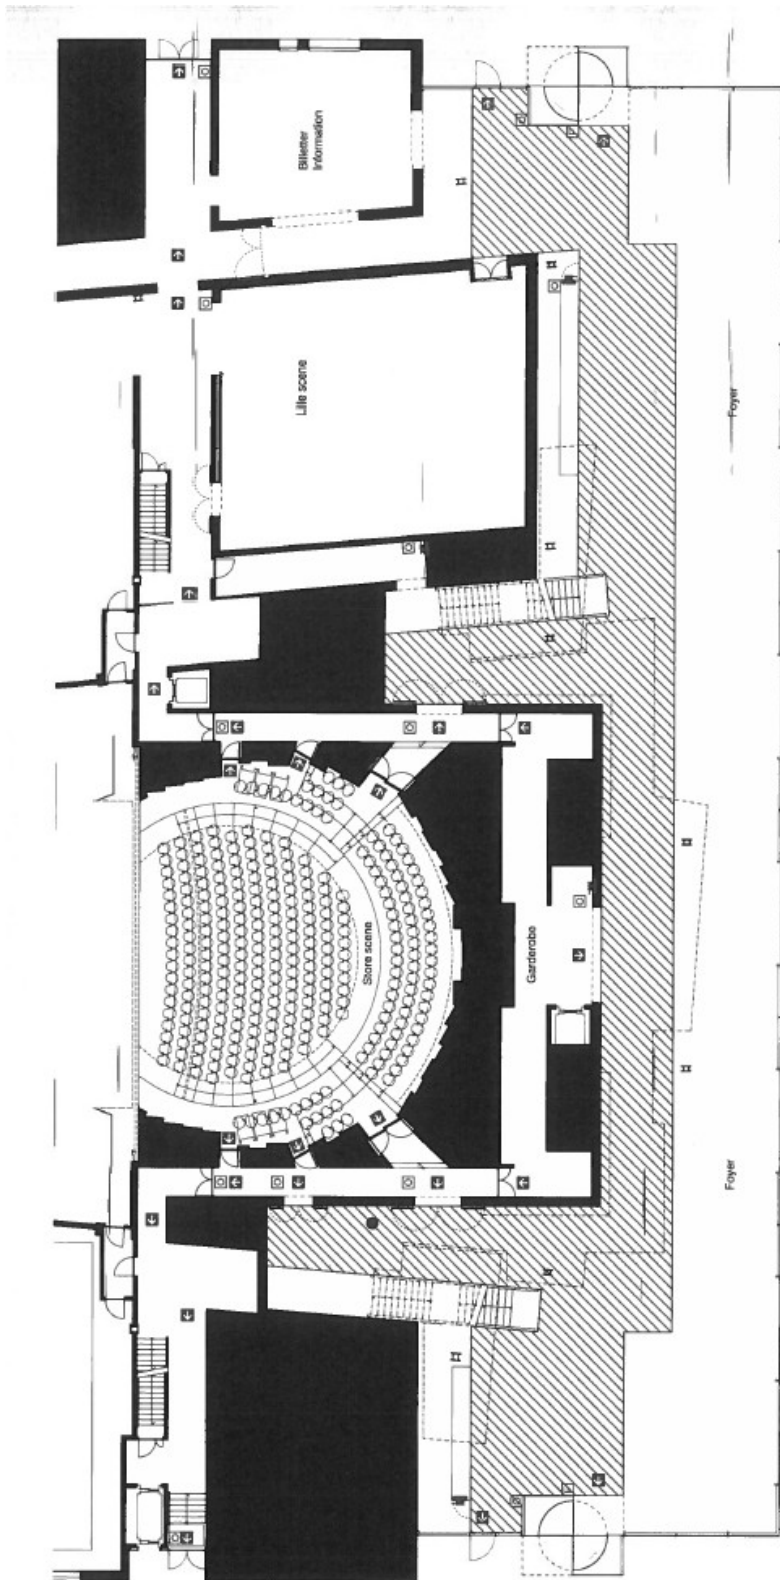 Billetter
Information
Lille scene
Foyer
Store scene
Garderobe
Foyer